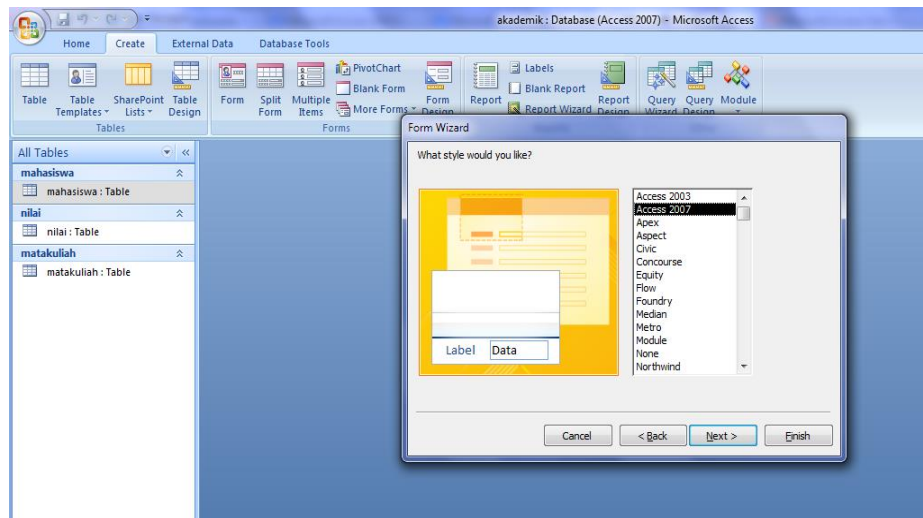 akademik : Database (Access 2007) - Microsoft Access
Home Create External Data Database Tools
Table
Table Templates
SharePoint Lists
Table Design
Tables
Form
Split Form
Multiple Items
PivotChart
Blank Form
More Forms
Form Design
Forms
Report
Labels
Blank Report
Report Wizard
Report Design
Query Wizard
Query Design
Module
All Tables
mahasiswa
mahasiswa : Table
nilai
nilai : Table
matakuliah
matakuliah : Table
Form Wizard
What style would you like?
Label Data
Access 2003
Access 2007
Apex
Aspect
Civic
Concourse
Equity
Flow
Foundry
Median
Metro
Module
None
Northwind
Cancel < Back Next > Finish